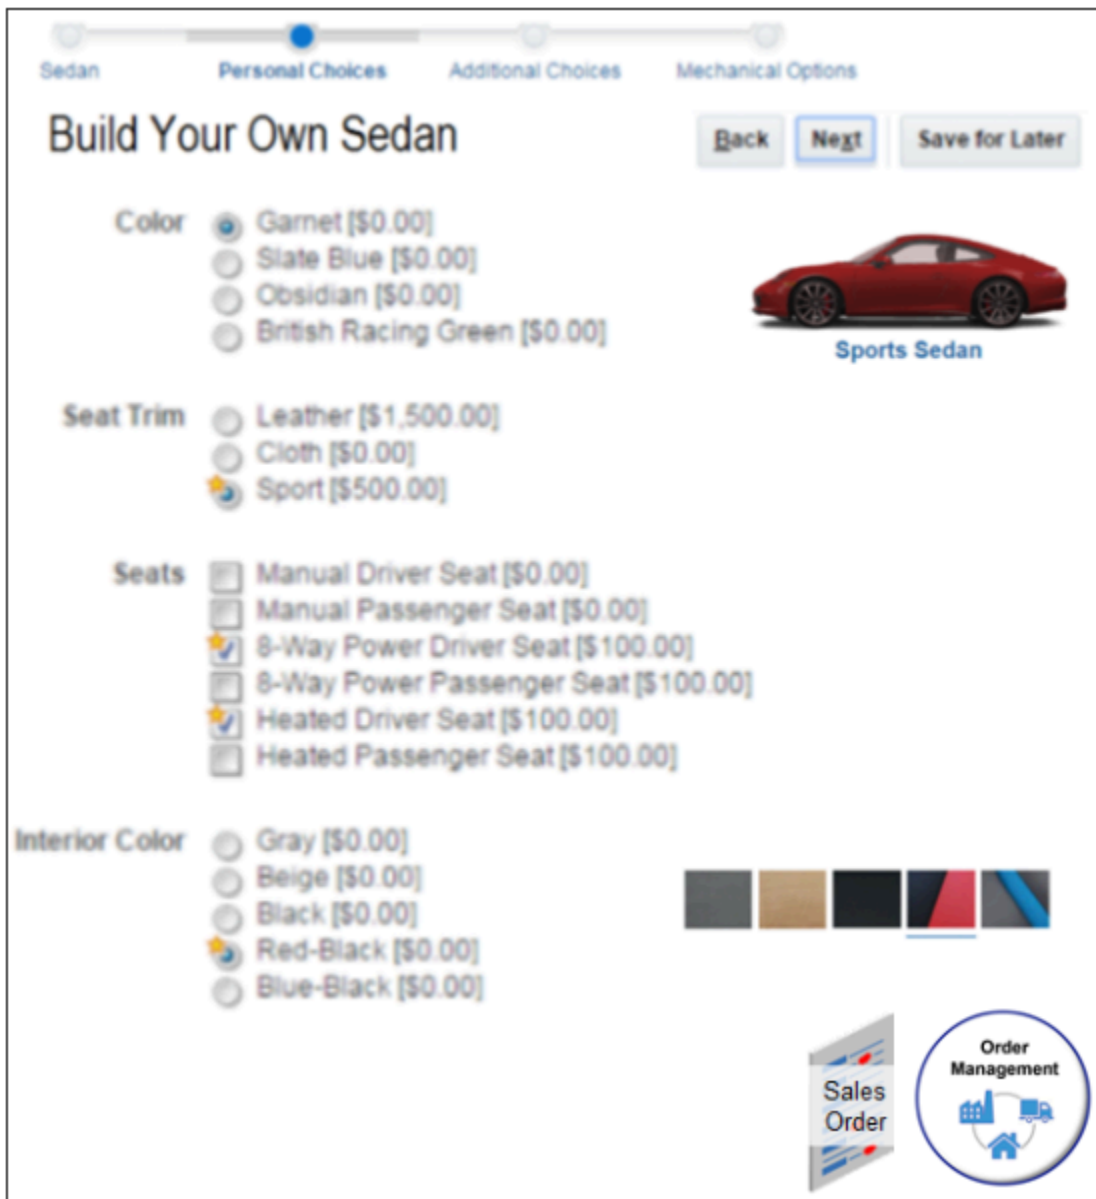 Sedan Personal Choices Additional Choices Mechanical Options
Build Your Own Sedan
Back Next Save for Later
Color
Garnet [$0.00]
Slate Blue [$0.00]
Obsidian [$0.00]
British Racing Green [$0.00]
Sports Sedan
Seat Trim
Leather [$1,500.00]
Cloth [$0.00]
Sport [$500.00]
Seats
Manual Driver Seat [$0.00]
Manual Passenger Seat [$0.00]
8-Way Power Driver Seat [$100.00]
8-Way Power Passenger Seat [$100.00]
Heated Driver Seat [$100.00]
Heated Passenger Seat [$100.00]
Interior Color
Gray [$0.00]
Beige [$0.00]
Black [$0.00]
Red-Black [$0.00]
Blue-Black [$0.00]
Sales
Order
Order
Management